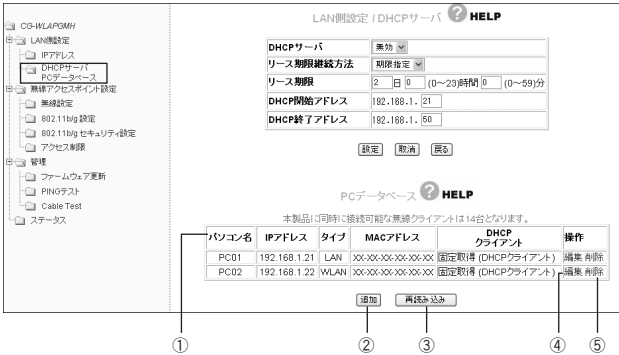 CG-WLAPGMH
LAN側設定
IPアドレス
DHCPサーバ
PCデータベース
無線アクセスポイント設定
無線設定
802.11b/g 設定
802.11b/g セキュリティ設定
アクセス制限
管理
ファームウェア更新
PINGテスト
Cable Test
ステータス
LAN側設定 / DHCPサーバ ? HELP
DHCPサーバ 無効
リース期限継続方法 期限指定
リース期限 2 日 0 (0~23)時間 0 (0~59)分
DHCP開始アドレス 192.168.1. 21
DHCP終了アドレス 192.168.1. 50
設定 取消 戻る
PCデータベース ? HELP
本製品に同時に接続可能な無線クライアントは14台となります。
パソコン名 IPアドレス タイプ MACアドレス DHCP クライアント 操作
PC01 192.168.1.21 LAN XX-XX-XX-XX-XX-XX 固定取得 (DHCPクライアント) 編集 削除
PC02 192.168.1.22 WLAN XX-XX-XX-XX-XX-XX 固定取得 (DHCPクライアント) 編集 削除
追加 再読み込み
① ② ③ ④ ⑤